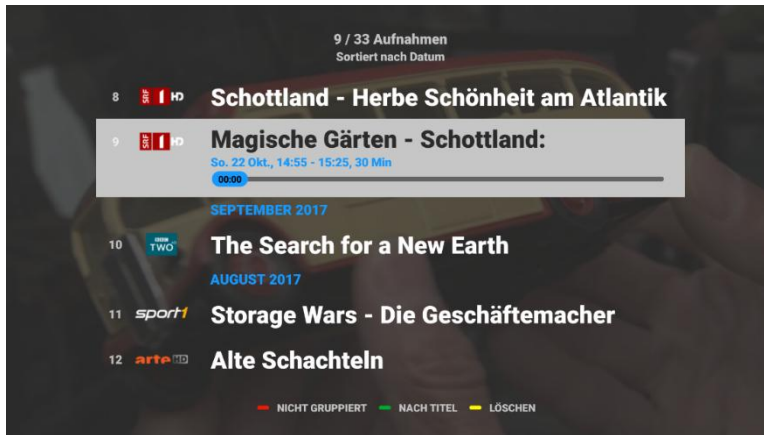 9 / 33 Aufnahmen
Sortiert nach Datum
8 SRF 1 HD Schottland - Herbe Schönheit am Atlantik
9 SRF 1 HD Magische Gärten - Schottland:
So. 22 Okt., 14:55 - 15:25, 30 Min
00:00
SEPTEMBER 2017
10 BBC TWO The Search for a New Earth
AUGUST 2017
11 sport1 Storage Wars - Die Geschäftemacher
12 arte HD Alte Schachteln
NICHT GRUPPIERT NACH TITEL LÖSCHEN